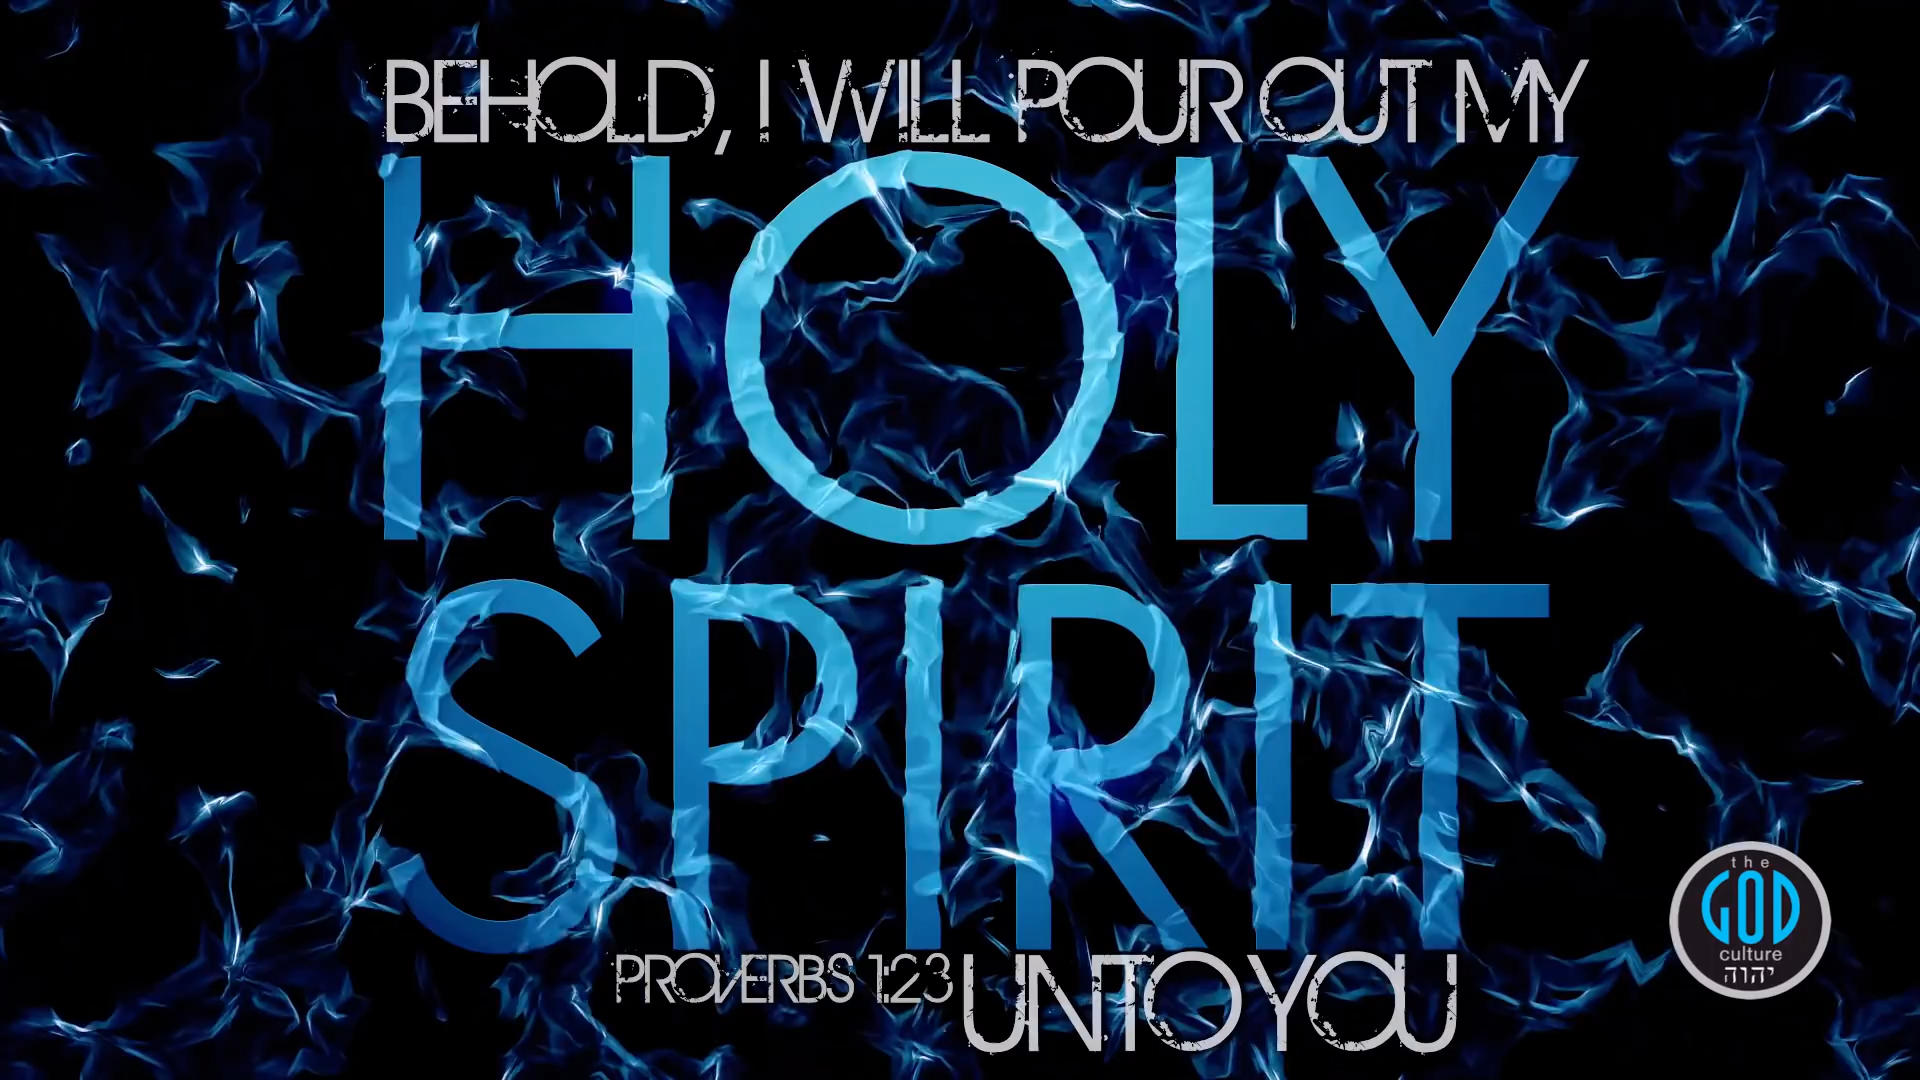 BEHOLD, I WILL POUR OUT MY
HOLY
SPIRIT
PROVERBS 1:23 UNTO YOU
the
GOD
culture
יהוה